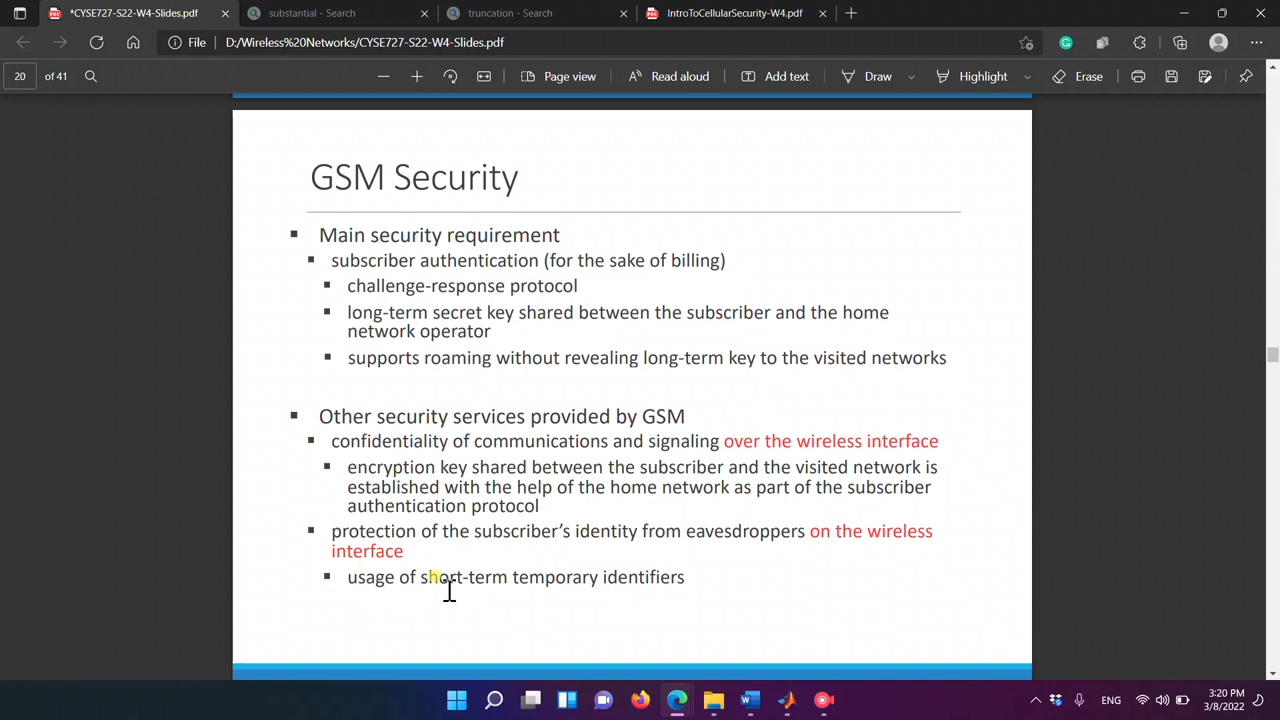 *CYSE727-S22-W4-Slides.pdf
substantial - Search
truncation - Search
IntroToCellularSecurity-W4.pdf
File
D:/Wireless%20Networks/CYSE727-S22-W4-Slides.pdf
20 of 41
Page view
Read aloud
Add text
Draw
Highlight
Erase
GSM Security
Main security requirement
subscriber authentication (for the sake of billing)
challenge-response protocol
long-term secret key shared between the subscriber and the home
network operator
supports roaming without revealing long-term key to the visited networks
Other security services provided by GSM
confidentiality of communications and signaling over the wireless interface
encryption key shared between the subscriber and the visited network is
established with the help of the home network as part of the subscriber
authentication protocol
protection of the subscriber’s identity from eavesdroppers on the wireless
interface
usage of short-term temporary identifiers
ENG
3:20 PM
3/8/2022